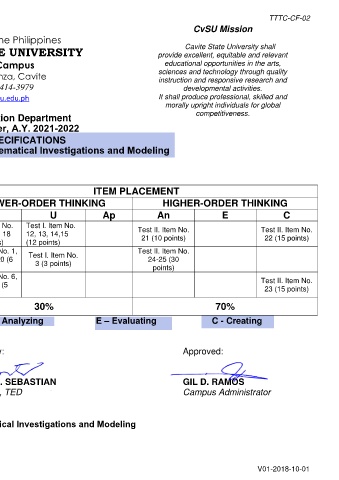 TTTC-CF-02
he Philippines
E UNIVERSITY
Campus
nza, Cavite
414-3979
u.edu.ph
CvSU Mission
Cavite State University shall
provide excellent, equitable and relevant
educational opportunities in the arts,
sciences and technology through quality
instruction and responsive research and
developmental activities.
It shall produce professional, skilled and
morally upright individuals for global
competitiveness.
tion Department
er, A.Y. 2021-2022
ECIFICATIONS
ematical Investigations and Modeling
ITEM PLACEMENT
WER-ORDER THINKING HIGHER-ORDER THINKING
U Ap An E C
No. Test I. Item No. Test II. Item No. Test II. Item No.
18 12, 13, 14,15 21 (10 points) 22 (15 points)
s) (12 points)
No. 1, Test I. Item No. Test II. Item No.
0 (6 3 (3 points) 24-25 (30
points)
No. 6, Test II. Item No.
(5 23 (15 points)
30% 70%
Analyzing E – Evaluating C - Creating
y: Approved:
. SEBASTIAN GIL D. RAMOS
, TED Campus Administrator
ical Investigations and Modeling
V01-2018-10-01